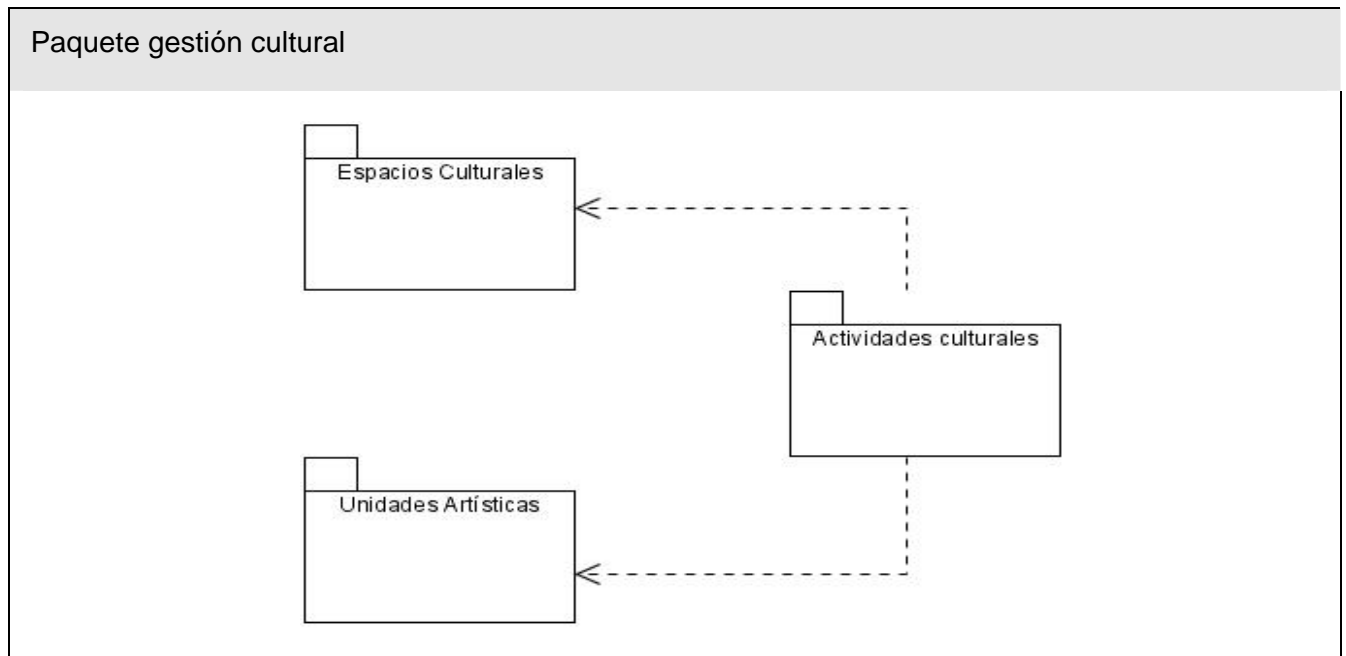 Paquete gestión cultural
Espacios Culturales
Actividades culturales
Unidades Artísticas